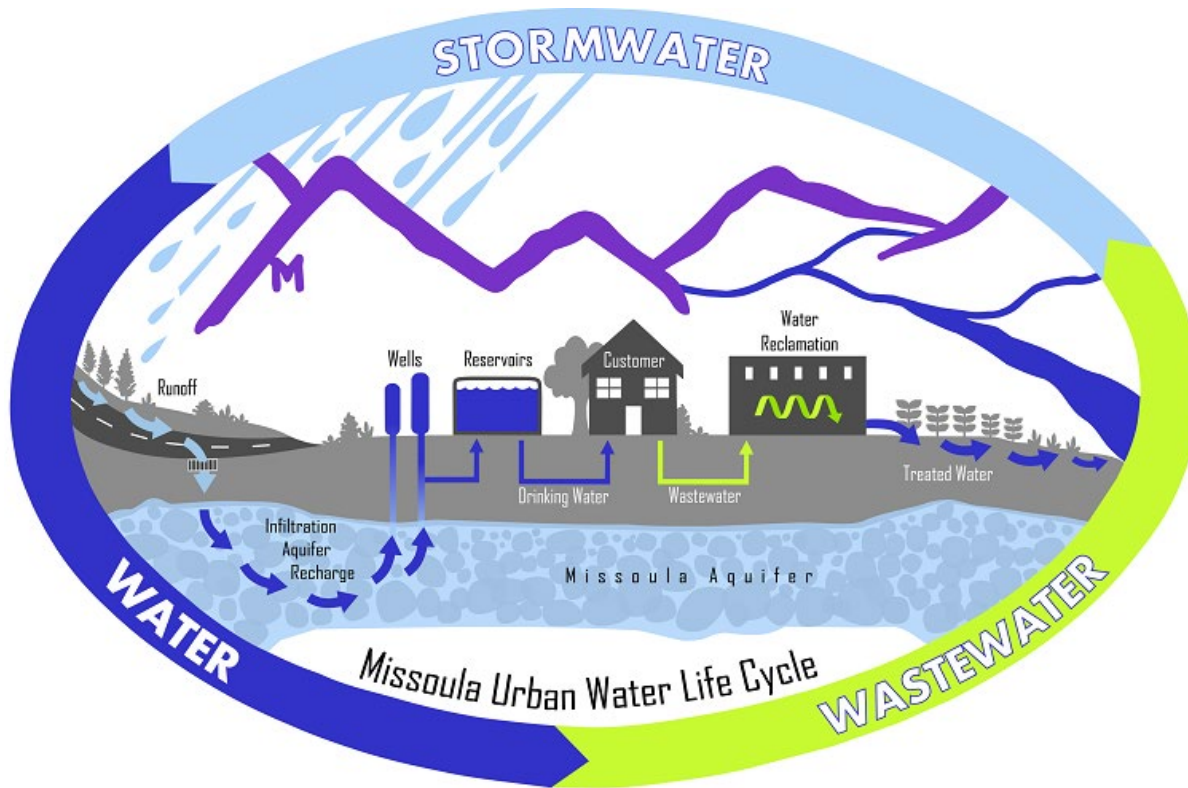 STORMWATER
M
Water
Reclamation
Wells
Reservoirs
Customer
Runoff
Drinking Water
Wastewater
Treated Water
Infiltration
Aquifer
Recharge
Missoula Aquifer
WATER
WASTEWATER
Missoula Urban Water Life Cycle